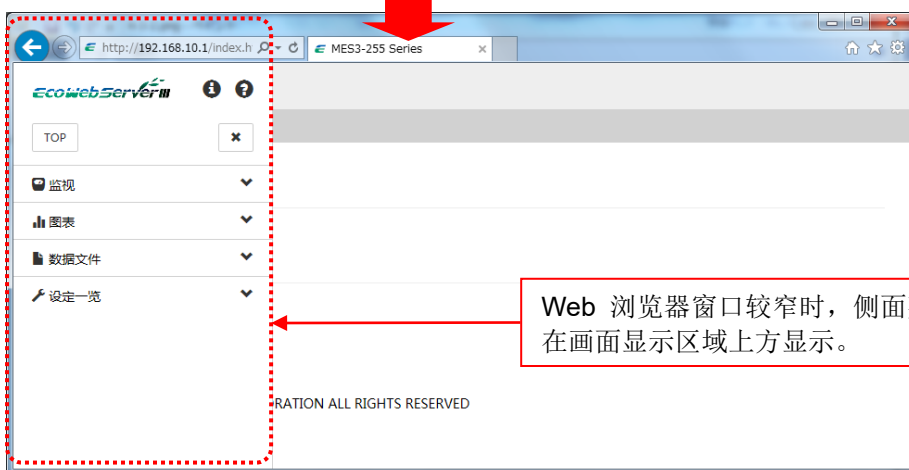 http://192.168.10.1/index.h
MES3-255 Series
EcoWebServerIII
TOP
监视
图表
数据文件
设定一览
Web 浏览器窗口较窄时，侧面
在画面显示区域上方显示。
RATION ALL RIGHTS RESERVED